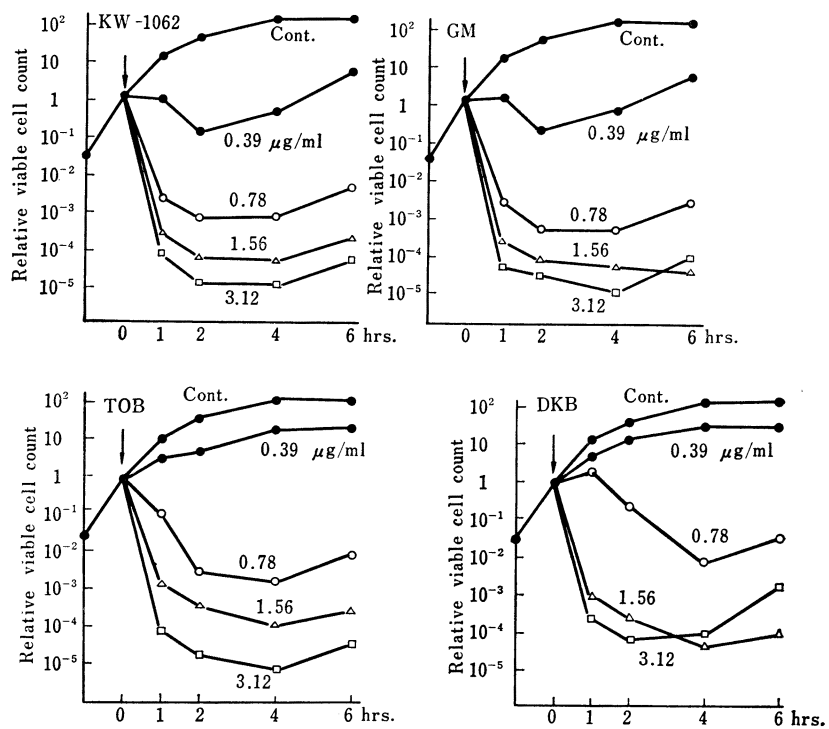 KW-1062
Relative viable cell count
10²
10
1
10⁻¹
10⁻²
10⁻³
10⁻⁴
10⁻⁵
Cont.
0.39 μg/ml
0.78
1.56
3.12
0 1 2 4 6 hrs.
GM
Relative viable cell count
10²
10
1
10⁻¹
10⁻²
10⁻³
10⁻⁴
10⁻⁵
Cont.
0.39 μg/ml
0.78
1.56
3.12
0 1 2 4 6 hrs.
TOB
Relative viable cell count
10²
10
1
10⁻¹
10⁻²
10⁻³
10⁻⁴
10⁻⁵
Cont.
0.39 μg/ml
0.78
1.56
3.12
0 1 2 4 6 hrs.
DKB
Relative viable cell count
10²
10
1
10⁻¹
10⁻²
10⁻³
10⁻⁴
10⁻⁵
Cont.
0.39 μg/ml
0.78
1.56
3.12
0 1 2 4 6 hrs.